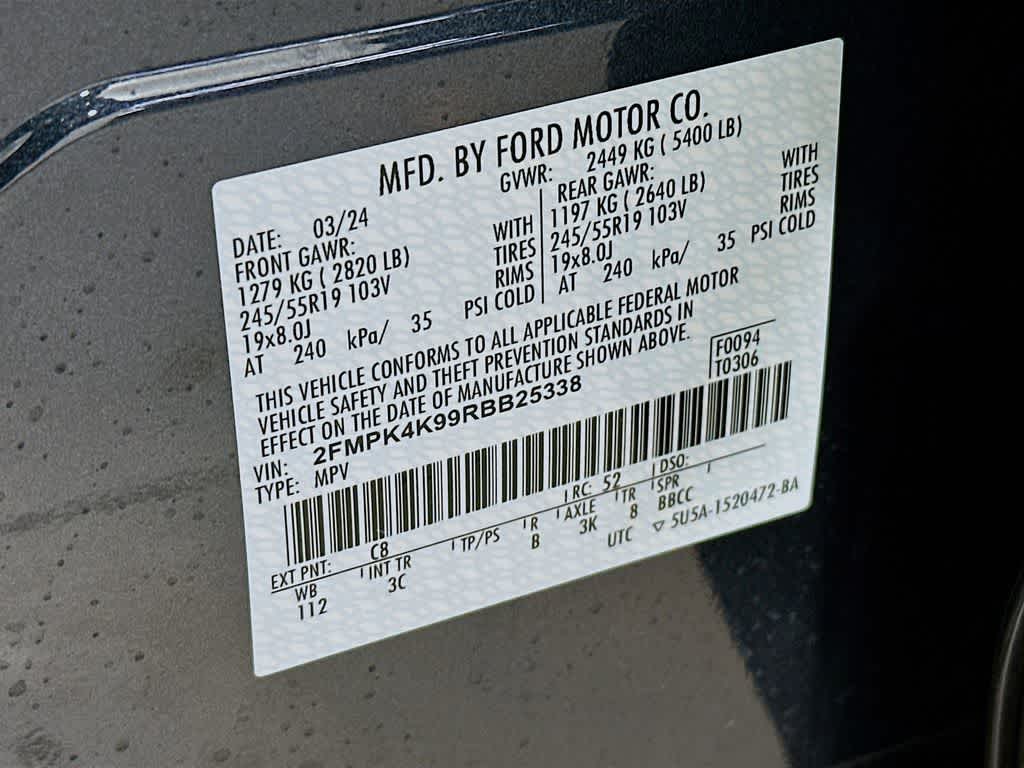 MFD. BY FORD MOTOR CO.
DATE: 03/24 GVWR: 2449 KG ( 5400 LB)
FRONT GAWR: REAR GAWR:
1279 KG ( 2820 LB) WITH 1197 KG ( 2640 LB) WITH
245/55R19 103V TIRES 245/55R19 103V TIRES
19x8.0J RIMS 19x8.0J RIMS
AT 240 kPa/ 35 PSI COLD AT 240 kPa/ 35 PSI COLD
THIS VEHICLE CONFORMS TO ALL APPLICABLE FEDERAL MOTOR
VEHICLE SAFETY AND THEFT PREVENTION STANDARDS IN
EFFECT ON THE DATE OF MANUFACTURE SHOWN ABOVE.
F0094
T0306
VIN: 2FMPK4K99RBB25338
TYPE: MPV
EXT PNT: C8 RC: 52 DSO:
WB INT TR TP/PS R AXLE TR SPR
112 3C B 3K 8 BBCC
UTC ▽ 5U5A-1520472-BA